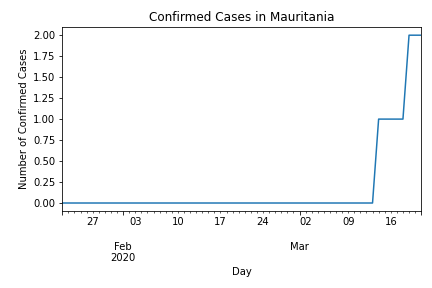 Confirmed Cases in Mauritania
2.00
1.75
1.50
1.25
1.00
0.75
0.50
0.25
0.00
Number of Confirmed Cases
27 03 10 17 24 02 09 16
Feb Mar
2020
Day